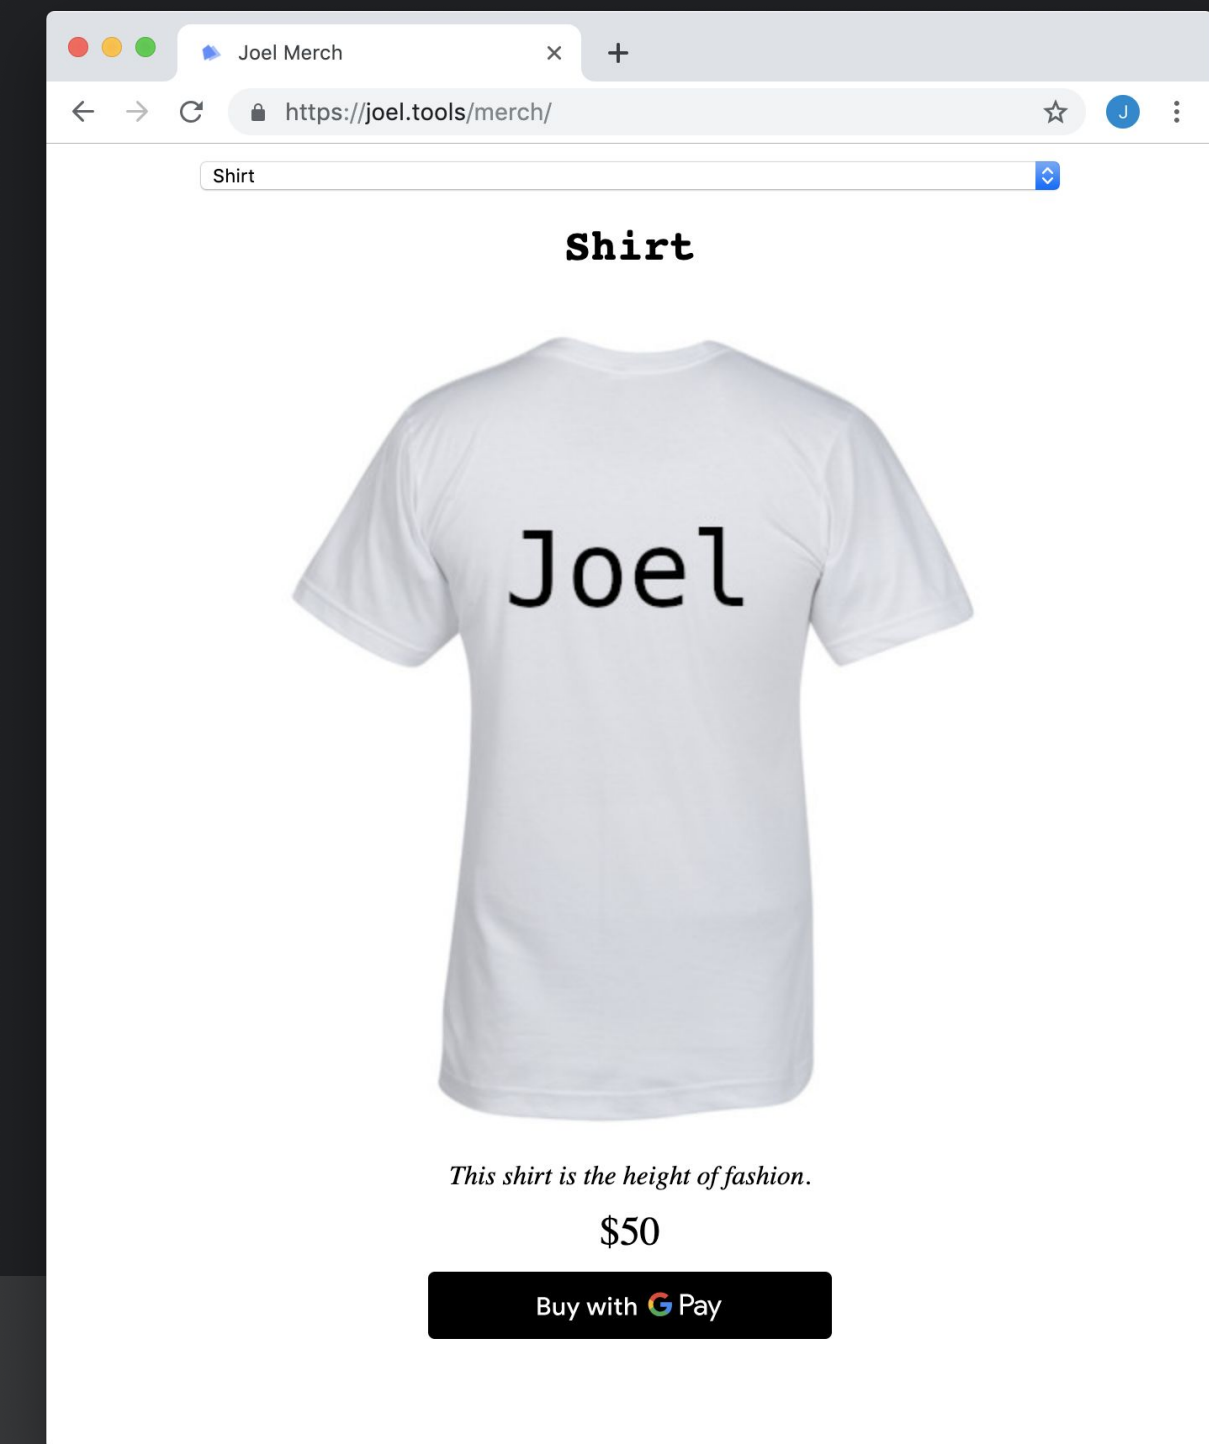 Joel Merch
https://joel.tools/merch/
J
Shirt
Shirt
Joel
This shirt is the height of fashion.
$50
Buy with G Pay